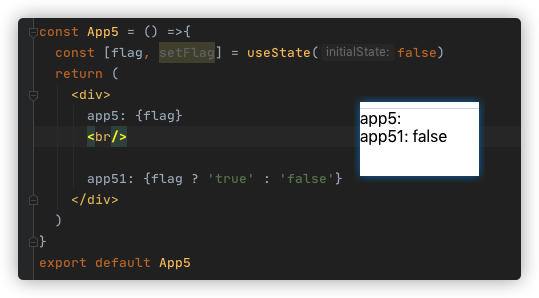 const App5 = () =>{
const [flag, setFlag] = useState( initialState: false)
return (
<div>
app5: {flag}
<br/>
app51: {flag ? 'true' : 'false'}
</div>
)
}
export default App5
app5:
app51: false